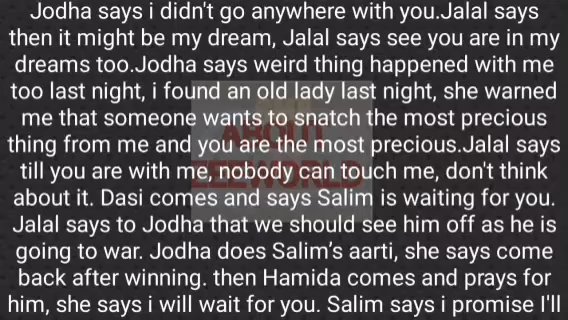 Jodha says i didn't go anywhere with you.Jalal says
then it might be my dream, Jalal says see you are in my
dreams too.Jodha says weird thing happened with me
too last night, i found an old lady last night, she warned
me that someone wants to snatch the most precious
thing from me and you are the most precious.Jalal says
till you are with me, nobody can touch me, don't think
about it. Dasi comes and says Salim is waiting for you.
Jalal says to Jodha that we should see him off as he is
going to war. Jodha does Salim’s aarti, she says come
back after winning. then Hamida comes and prays for
him, she says i will wait for you. Salim says i promise I'll
ABOUT